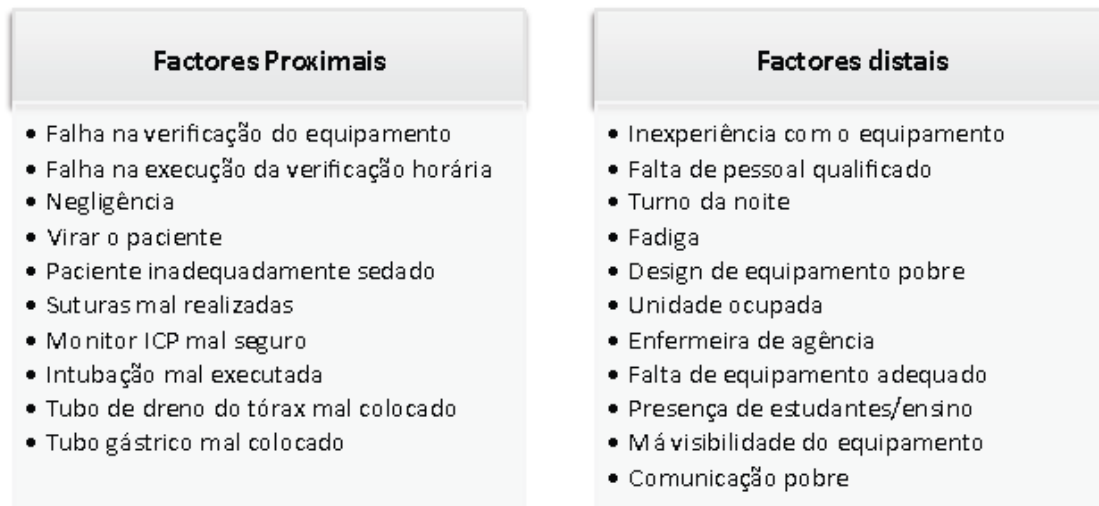 Factores Proximais
• Falha na verificação do equipamento
• Falha na execução da verificação horária
• Negligência
• Virar o paciente
• Paciente inadequadamente sedado
• Suturas mal realizadas
• Monitor ICP mal seguro
• Intubação mal executada
• Tubo de dreno do tórax mal colocado
• Tubo gástrico mal colocado
Factores distais
• Inexperiência com o equipamento
• Falta de pessoal qualificado
• Turno da noite
• Fadiga
• Design de equipamento pobre
• Unidade ocupada
• Enfermeira de agência
• Falta de equipamento adequado
• Presença de estudantes/ensino
• Má visibilidade do equipamento
• Comunicação pobre